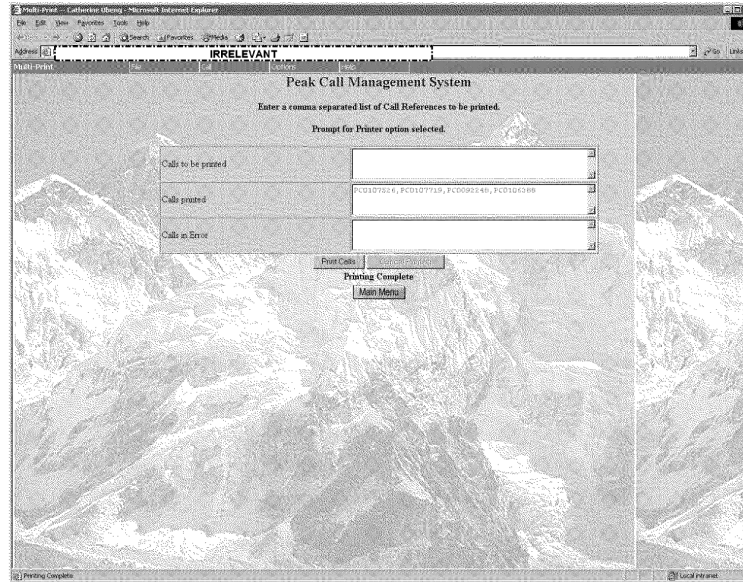 Multi-Print -- Catherine Obeng - Microsoft Internet Explorer
File Edit View Favorites Tools Help
Search Favorites Media
Address IRRELEVANT Go Links
Multi-Print File Call Options Help
Peak Call Management System
Enter a comma separated list of Call References to be printed.
Prompt for Printer option selected.
Calls to be printed
Calls printed PC0107526,PC0107719,PC0092248,PC0106388
Calls in Error
Print Calls
Printing Complete
Main Menu
Printing Complete Local intranet